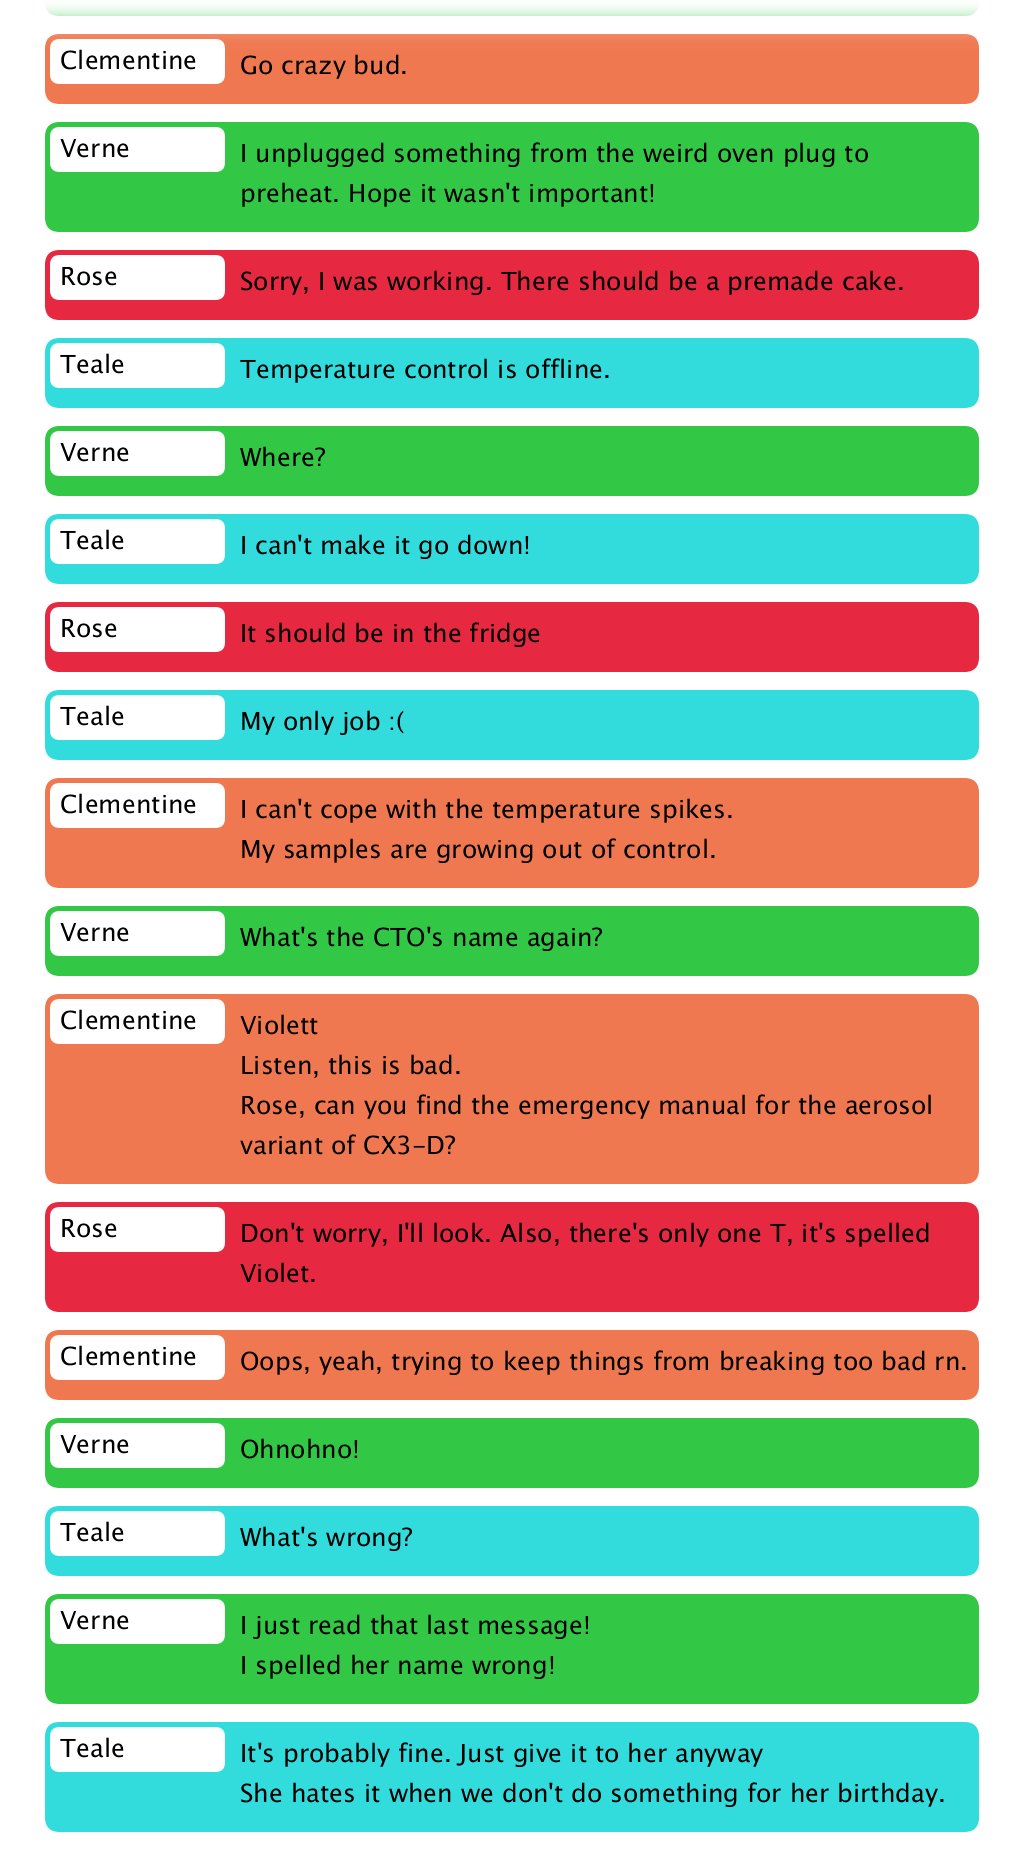 Clementine
Go crazy bud.
Verne
I unplugged something from the weird oven plug to
preheat. Hope it wasn't important!
Rose
Sorry, I was working. There should be a premade cake.
Teale
Temperature control is offline.
Verne
Where?
Teale
I can't make it go down!
Rose
It should be in the fridge
Teale
My only job :(
Clementine
I can't cope with the temperature spikes.
My samples are growing out of control.
Verne
What's the CTO's name again?
Clementine
Violett
Listen, this is bad.
Rose, can you find the emergency manual for the aerosol
variant of CX3-D?
Rose
Don't worry, I'll look. Also, there's only one T, it's spelled
Violet.
Clementine
Oops, yeah, trying to keep things from breaking too bad rn.
Verne
Ohnohno!
Teale
What's wrong?
Verne
I just read that last message!
I spelled her name wrong!
Teale
It's probably fine. Just give it to her anyway
She hates it when we don't do something for her birthday.